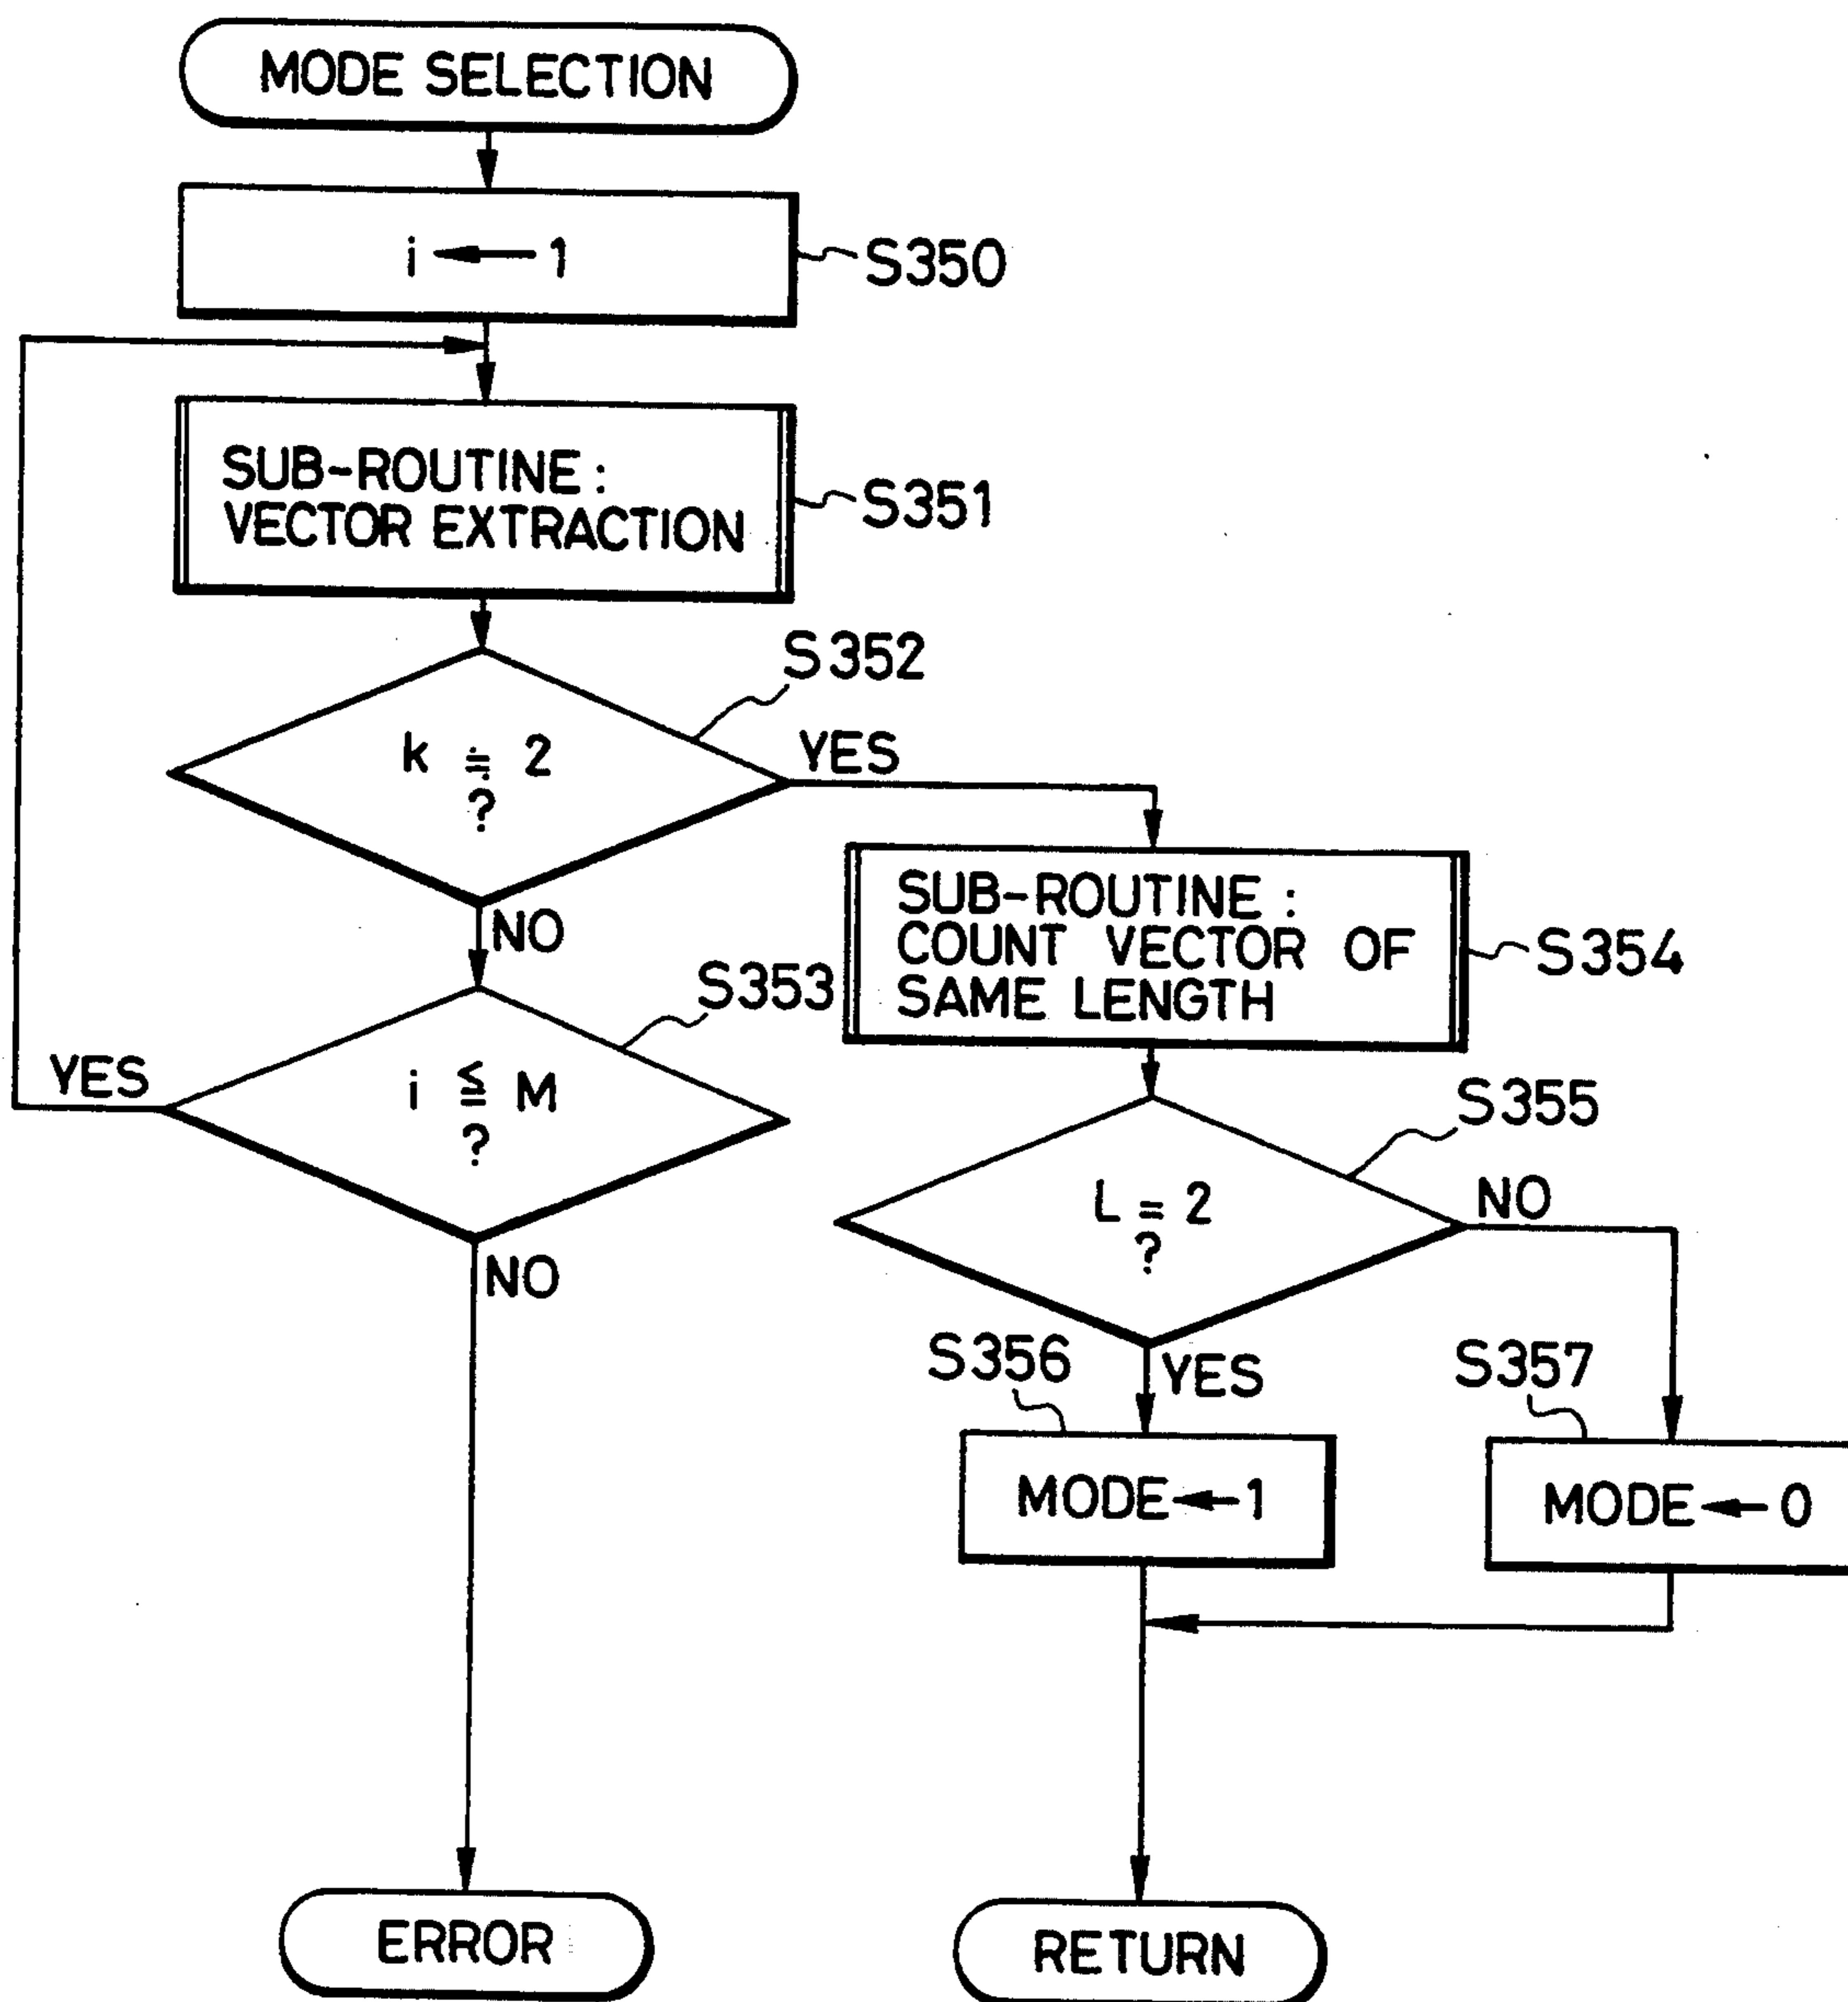 MODE SELECTION
i ← 1
S350
SUB-ROUTINE:
VECTOR EXTRACTION
S351
S352
k ≒ 2
?
YES
NO
S353
i ≦ M
?
YES
NO
SUB-ROUTINE:
COUNT VECTOR OF
SAME LENGTH
S354
S355
L = 2
?
NO
YES
S356
MODE ← 1
S357
MODE ← 0
ERROR
RETURN